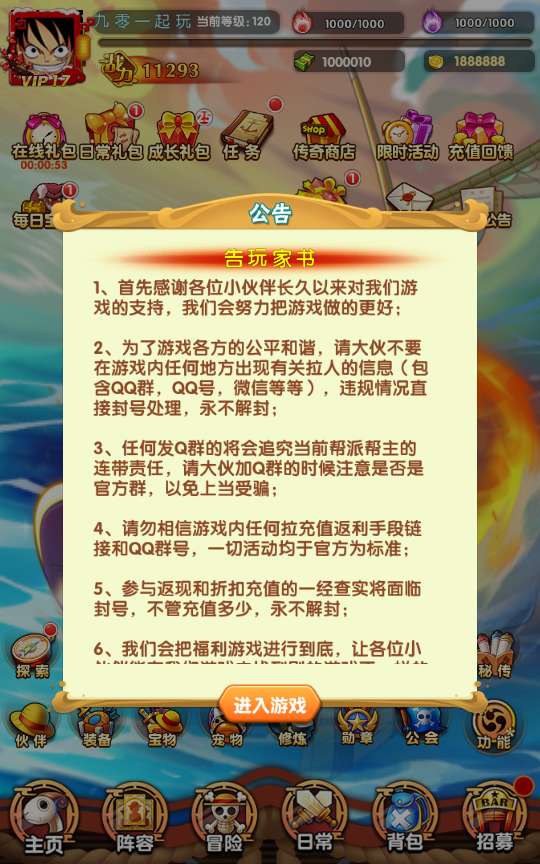 九零一起玩 当前等级:120
1000/1000
1000/1000
VIP17
战力 11293
1000010
1888888
在线礼包
日常礼包
成长礼包
任务
传奇商店
限时活动
充值回馈
00:00:53
SHOP
1
1
1
每日宝
公告
公告
告玩家书
1、首先感谢各位小伙伴长久以来对我们游
戏的支持，我们会努力把游戏做的更好；
2、为了游戏各方的公平和谐，请大伙不要
在游戏内任何地方出现有关拉人的信息（包
含QQ群，QQ号，微信等等），违规情况直
接封号处理，永不解封；
3、任何发Q群的将会追究当前帮派帮主的
连带责任，请大伙加Q群的时候注意是否是
官方群，以免上当受骗；
4、请勿相信游戏内任何拉充值返利手段链
接和QQ群号，一切活动均于官方为标准；
5、参与返现和折扣充值的一经查实将面临
封号，不管充值多少，永不解封；
6、我们会把福利游戏进行到底，让各位小
探索
秘传
进入游戏
伙伴
装备
宝物
宠物
修炼
勋章
公会
功能
BAR
主页
阵容
冒险
日常
背包
招募